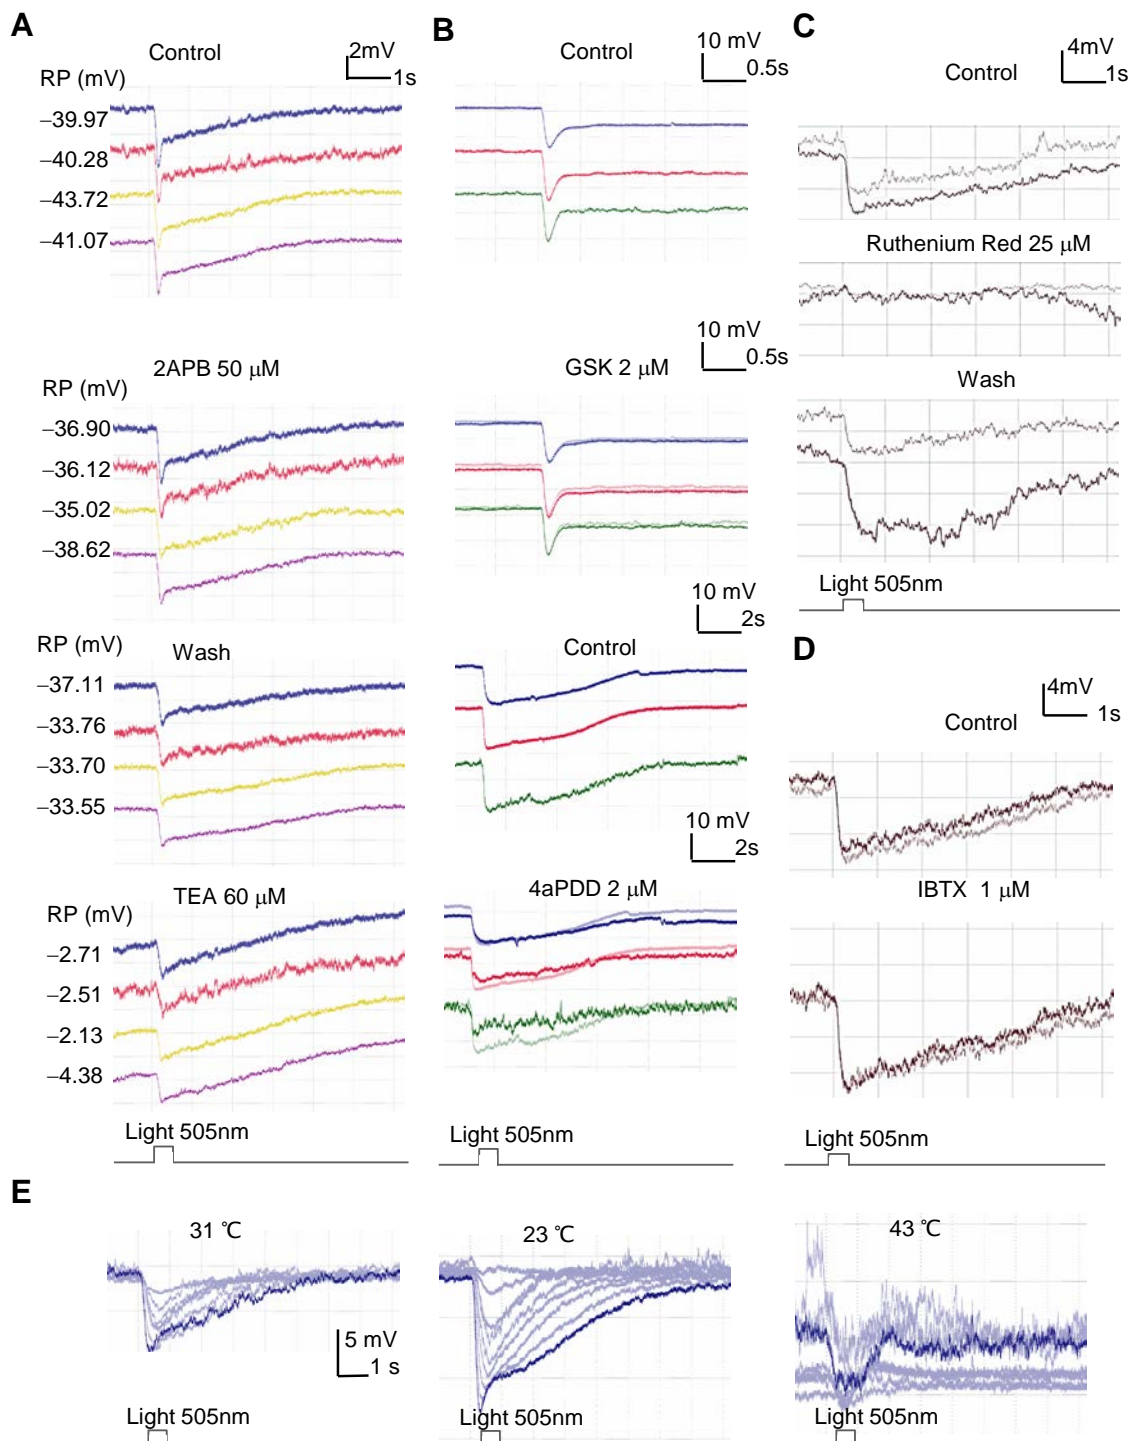 A
Control
2mV
1s
RP (mV)
−39.97
−40.28
−43.72
−41.07
2APB 50 μM
RP (mV)
−36.90
−36.12
−35.02
−38.62
RP (mV)
Wash
−37.11
−33.76
−33.70
−33.55
TEA 60 μM
RP (mV)
−2.71
−2.51
−2.13
−4.38
Light 505nm
B
Control
10 mV
0.5s
10 mV
0.5s
GSK 2 μM
10 mV
2s
Control
10 mV
2s
4aPDD 2 μM
Light 505nm
C
Control
4mV
1s
Ruthenium Red 25 μM
Wash
Light 505nm
D
Control
4mV
1s
IBTX 1 μM
Light 505nm
E
31 ℃
5 mV
1 s
Light 505nm
23 ℃
Light 505nm
43 ℃
Light 505nm